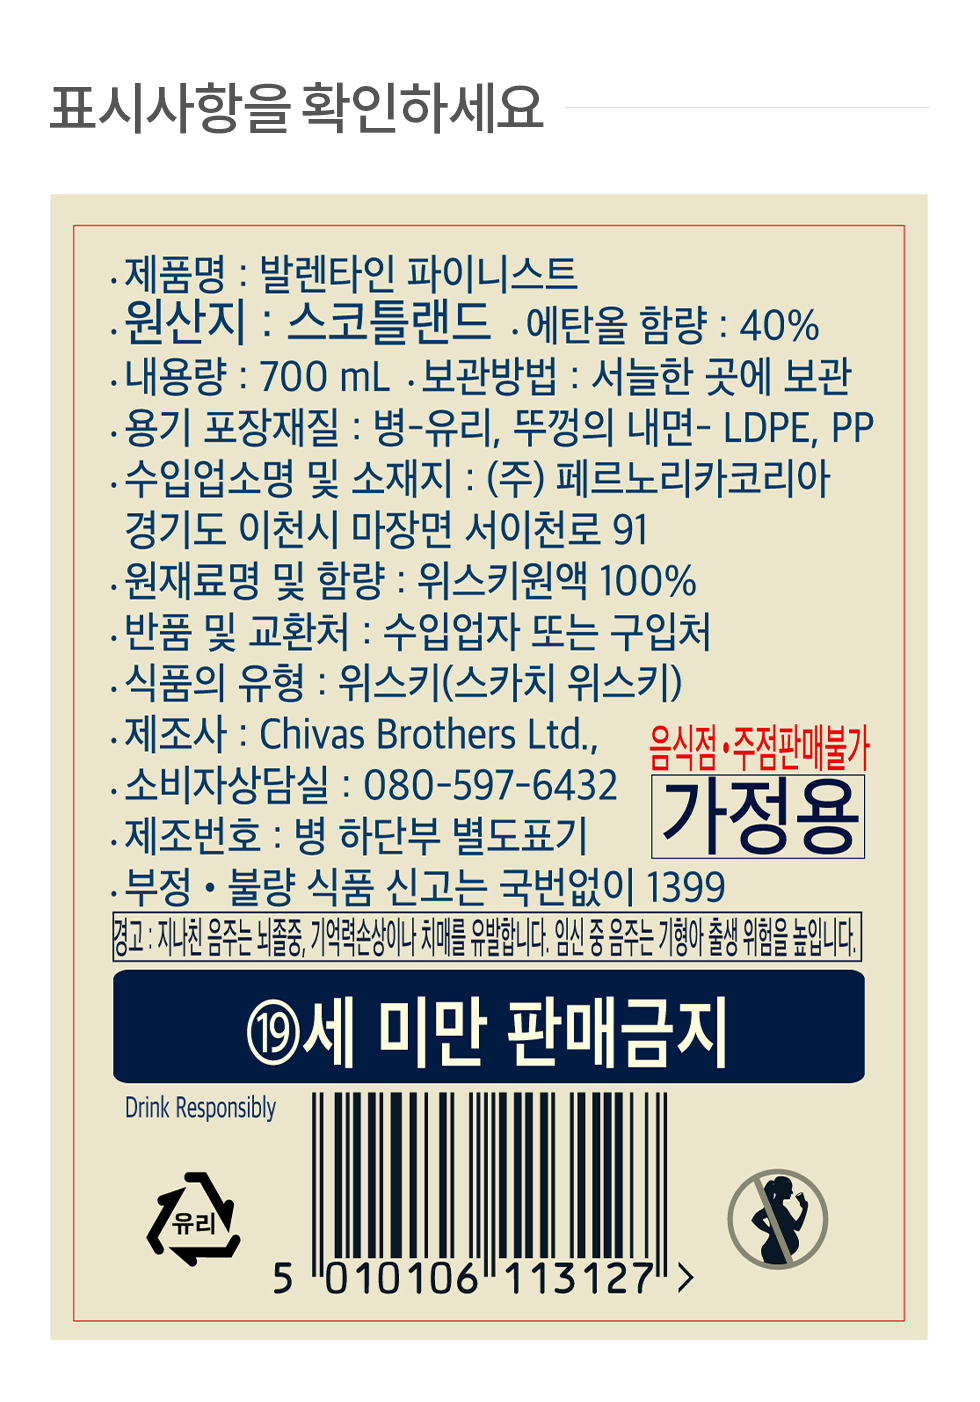 표시사항을 확인하세요
·제품명 : 발렌타인 파이니스트
·원산지 : 스코틀랜드 ·에탄올 함량 : 40%
·내용량 : 700 mL ·보관방법 : 서늘한 곳에 보관
·용기 포장재질 : 병-유리, 뚜껑의 내면- LDPE, PP
·수입업소명 및 소재지 : (주) 페르노리카코리아
경기도 이천시 마장면 서이천로 91
·원재료명 및 함량 : 위스키원액 100%
·반품 및 교환처 : 수입업자 또는 구입처
·식품의 유형 : 위스키(스카치 위스키)
·제조사 : Chivas Brothers Ltd.,
·소비자상담실 : 080-597-6432
·제조번호 : 병 하단부 별도표기
음식점•주점판매불가
가정용
·부정 • 불량 식품 신고는 국번없이 1399
경고 : 지나친 음주는 뇌졸중, 기억력손상이나 치매를 유발합니다. 임신 중 음주는 기형아 출생 위험을 높입니다.
⑲세 미만 판매금지
Drink Responsibly
유리
5 010106 113127 >